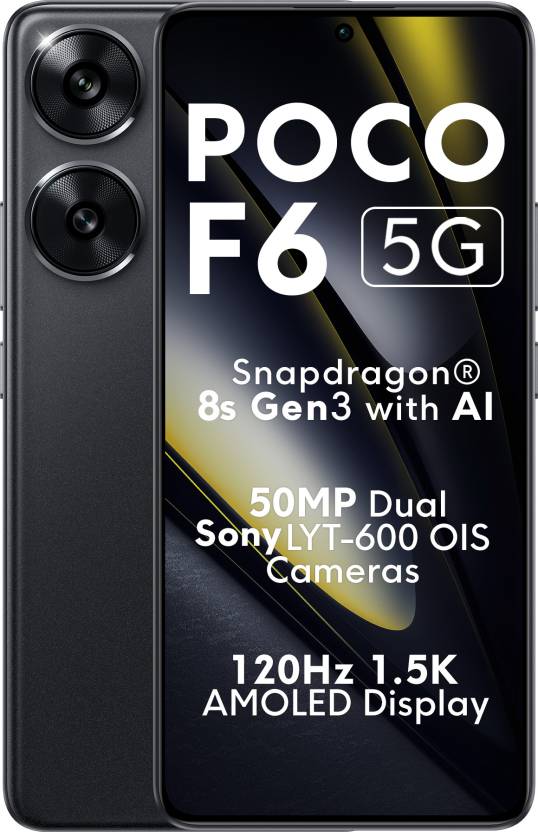 POCO
F6 5G
Snapdragon®
8s Gen3 with AI
50MP Dual
Sony LYT-600 OIS
Cameras
120Hz 1.5K
AMOLED Display